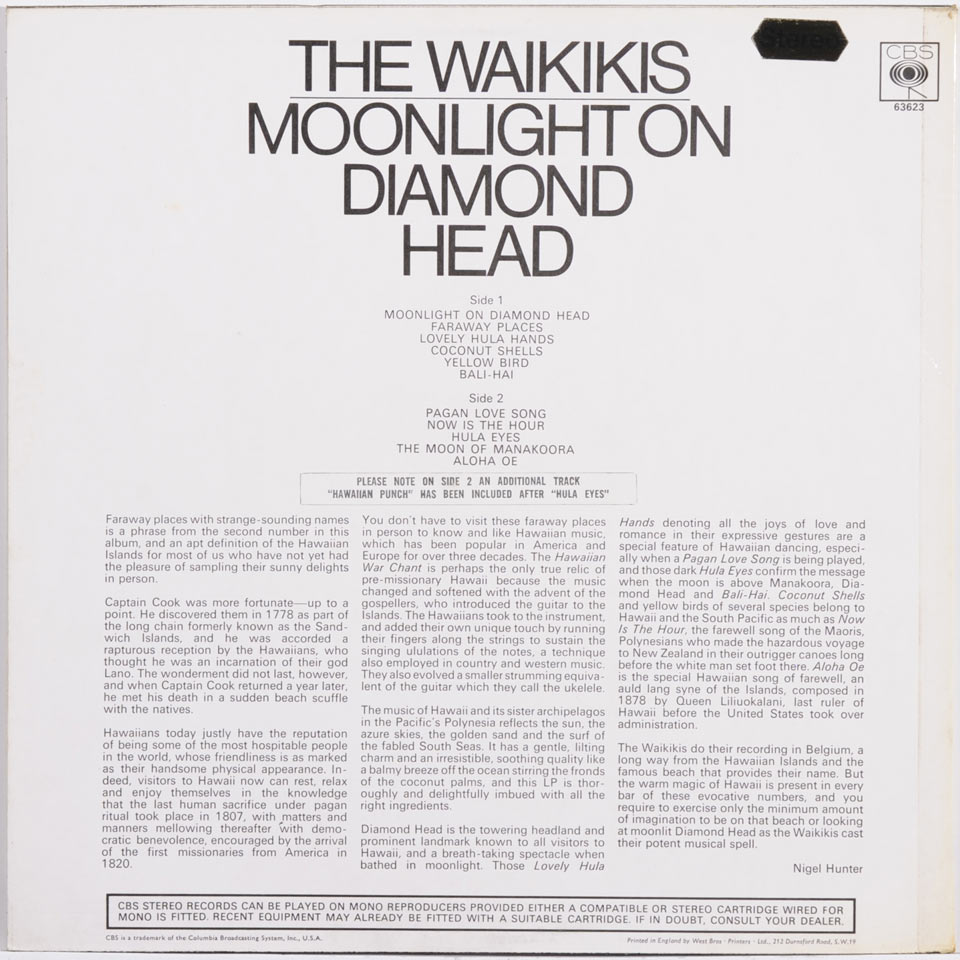 Stereo
CBS
63623
THE WAIKIKIS
MOONLIGHT ON
DIAMOND
HEAD
Side 1
MOONLIGHT ON DIAMOND HEAD
FARAWAY PLACES
LOVELY HULA HANDS
COCONUT SHELLS
YELLOW BIRD
BALI-HAI
Side 2
PAGAN LOVE SONG
NOW IS THE HOUR
HULA EYES
THE MOON OF MANAKOORA
ALOHA OE
PLEASE NOTE ON SIDE 2 AN ADDITIONAL TRACK
"HAWAIIAN PUNCH" HAS BEEN INCLUDED AFTER "HULA EYES"
Faraway places with strange-sounding names
is a phrase from the second number in this
album, and an apt definition of the Hawaiian
Islands for most of us who have not yet had
the pleasure of sampling their sunny delights
in person.
Captain Cook was more fortunate—up to a
point. He discovered them in 1778 as part of
the long chain formerly known as the Sand-
wich Islands, and he was accorded a
rapturous reception by the Hawaiians, who
thought he was an incarnation of their god
Lano. The wonderment did not last, however,
and when Captain Cook returned a year later,
he met his death in a sudden beach scuffle
with the natives.
Hawaiians today justly have the reputation
of being some of the most hospitable people
in the world, whose friendliness is as marked
as their handsome physical appearance. In-
deed, visitors to Hawaii now can rest, relax
and enjoy themselves in the knowledge
that the last human sacrifice under pagan
ritual took place in 1807, with matters and
manners mellowing thereafter with demo-
cratic benevolence, encouraged by the arrival
of the first missionaries from America in
1820.
You don't have to visit these faraway places
in person to know and like Hawaiian music,
which has been popular in America and
Europe for over three decades. The Hawaiian
War Chant is perhaps the only true relic of
pre-missionary Hawaii because the music
changed and softened with the advent of the
gospellers, who introduced the guitar to the
Islands. The Hawaiians took to the instrument,
and added their own unique touch by running
their fingers along the strings to sustain the
singing ululations of the notes, a technique
also employed in country and western music.
They also evolved a smaller strumming equiva-
lent of the guitar which they call the ukelele.
The music of Hawaii and its sister archipelagos
in the Pacific's Polynesia reflects the sun, the
azure skies, the golden sand and the surf of
the fabled South Seas. It has a gentle, lilting
charm and an irresistible, soothing quality like
a balmy breeze off the ocean stirring the fronds
of the coconut palms, and this LP is thor-
oughly and delightfully imbued with all the
right ingredients.
Diamond Head is the towering headland and
prominent landmark known to all visitors to
Hawaii, and a breath-taking spectacle when
bathed in moonlight. Those Lovely Hula
Hands denoting all the joys of love and
romance in their expressive gestures are a
special feature of Hawaiian dancing, especi-
ally when a Pagan Love Song is being played,
and those dark Hula Eyes confirm the message
when the moon is above Manakoora, Dia-
mond Head and Bali-Hai. Coconut Shells
and yellow birds of several species belong to
Hawaii and the South Pacific as much as Now
Is The Hour, the farewell song of the Maoris,
Polynesians who made the hazardous voyage
to New Zealand in their outrigger canoes long
before the white man set foot there. Aloha Oe
is the special Hawaiian song of farewell, an
auld lang syne of the Islands, composed in
1878 by Queen Liliuokalani, last ruler of
Hawaii before the United States took over
administration.
The Waikikis do their recording in Belgium, a
long way from the Hawaiian Islands and the
famous beach that provides their name. But
the warm magic of Hawaii is present in every
bar of these evocative numbers, and you
require to exercise only the minimum amount
of imagination to be on that beach or looking
at moonlit Diamond Head as the Waikikis cast
their potent musical spell.
Nigel Hunter
CBS STEREO RECORDS CAN BE PLAYED ON MONO REPRODUCERS PROVIDED EITHER A COMPATIBLE OR STEREO CARTRIDGE WIRED FOR
MONO IS FITTED. RECENT EQUIPMENT MAY ALREADY BE FITTED WITH A SUITABLE CARTRIDGE. IF IN DOUBT, CONSULT YOUR DEALER.
CBS is a trademark of the Columbia Broadcasting System, Inc., U.S.A.
Printed in England by West Bros · Printers · Ltd., 212 Durnsford Road, S.W.19